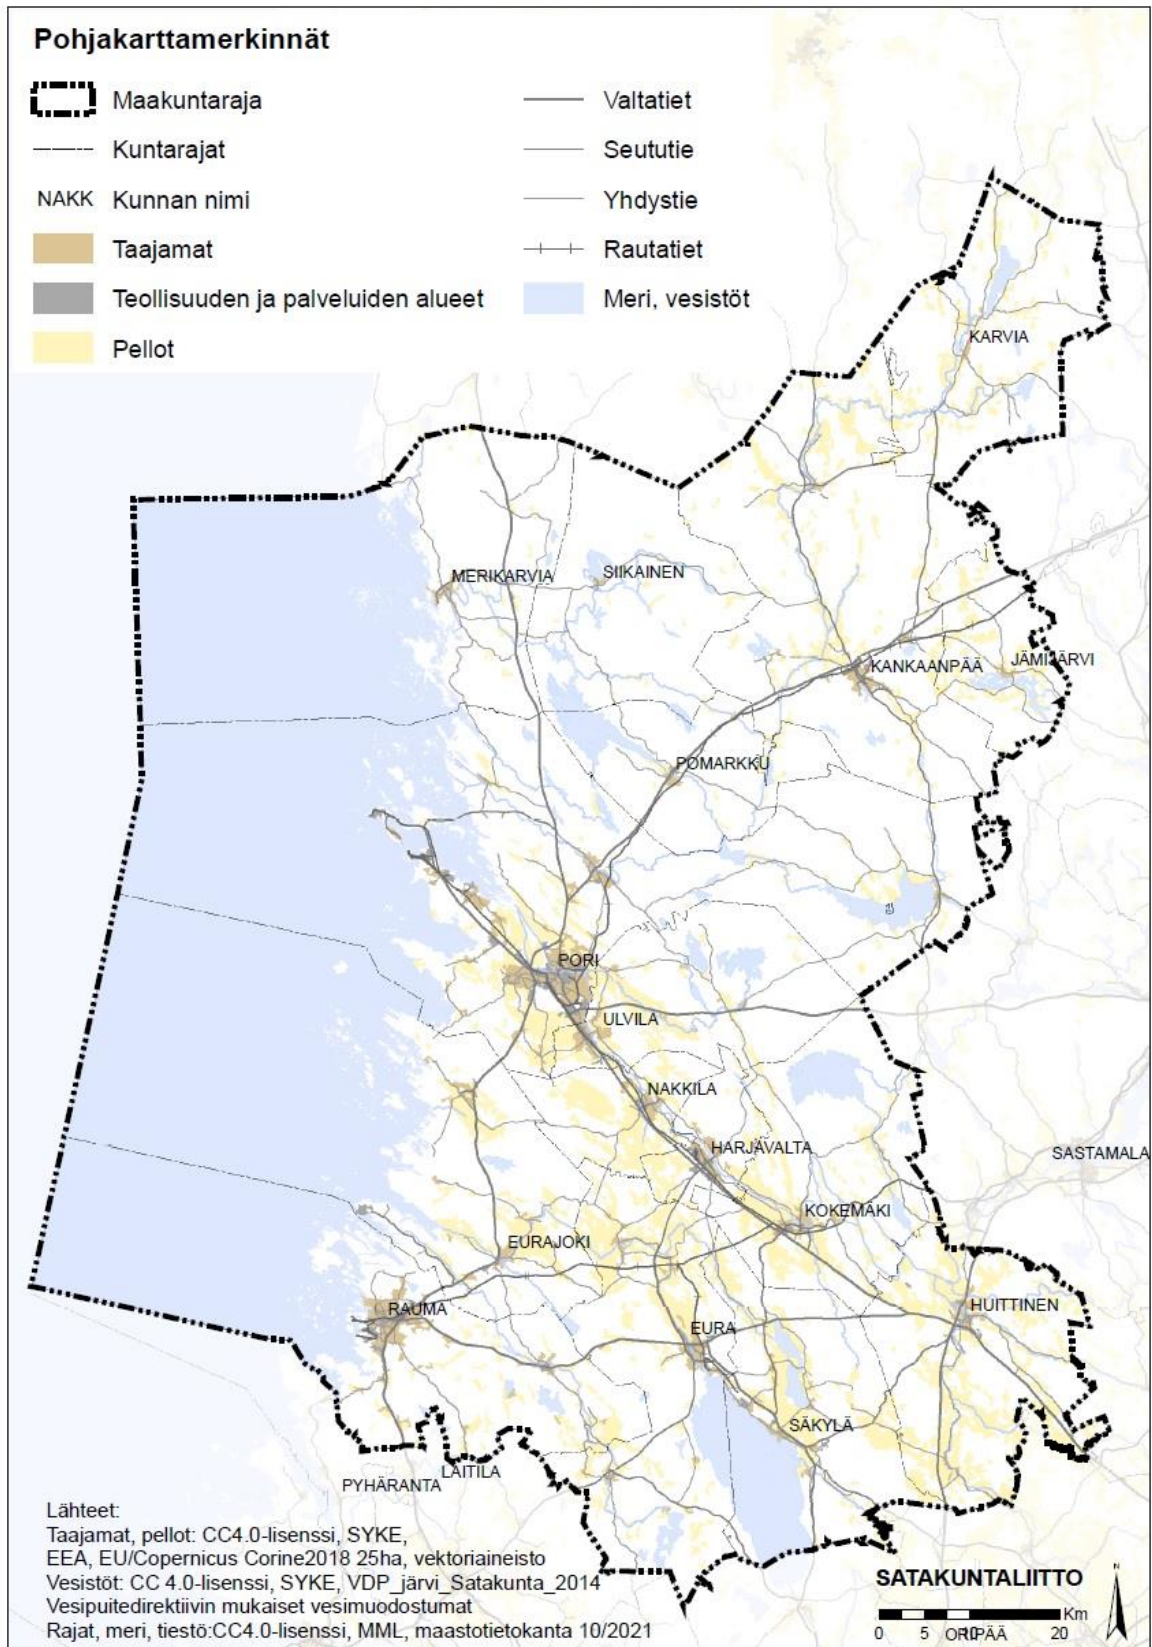 Pohjakarttamerkinnät
Maakuntaraja
Kuntarajat
NAKK Kunnan nimi
Taajamat
Teollisuuden ja palveluiden alueet
Pellot
Valtatiet
Seututie
Yhdystie
Rautatiet
Meri, vesistöt
KARVIA
MERIKARVIA
SIIKAINEN
KANKAANPÄÄ
JÄMIJÄRVI
POMARKKU
PORI
ULVILA
NAKKILA
HARJAVALTA
SASTAMALA
KOKEMÄKI
EURAJOKI
RAUMA
HUITTINEN
EURA
SÄKYLÄ
LAITILA
PYHÄRANTA
Lähteet:
Taajamat, pellot: CC4.0-lisenssi, SYKE,
EEA, EU/Copernicus Corine2018 25ha, vektoriaineisto
Vesistöt: CC 4.0-lisenssi, SYKE, VDP_järvi_Satakunta_2014
Vesipuitedirektiivin mukaiset vesimuodostumat
Rajat, meri, tiestö:CC4.0-lisenssi, MML, maastotietokanta 10/2021
SATAKUNTALIITTO
N
Km
0 5 10 20
ORIPÄÄ